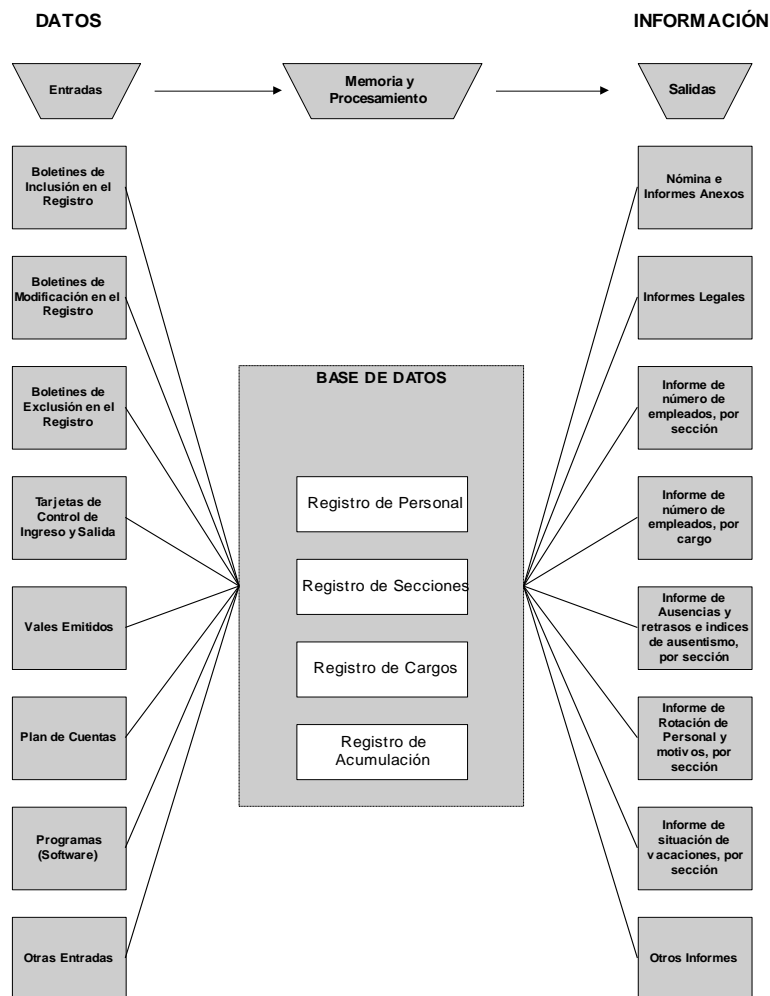 DATOS
INFORMACIÓN
Entradas
Memoria y
Procesamiento
Salidas
Boletines de
Inclusión en el
Registro
Boletines de
Modificación en el
Registro
Boletines de
Exclusión en el
Registro
Tarjetas de
Control de
Ingreso y Salida
Vales Emitidos
Plan de Cuentas
Programas
(Software)
Otras Entradas
BASE DE DATOS
Registro de Personal
Registro de Secciones
Registro de Cargos
Registro de
Acumulación
Nómina e
Informes Anexos
Informes Legales
Informe de
número de
empleados, por
sección
Informe de
número de
empleados, por
cargo
Informe de
Ausencias y
retrasos e indices
de ausentismo,
por sección
Informe de
Rotación de
Personal y
motivos, por
sección
Informe de
situación de
vacaciones, por
sección
Otros Informes